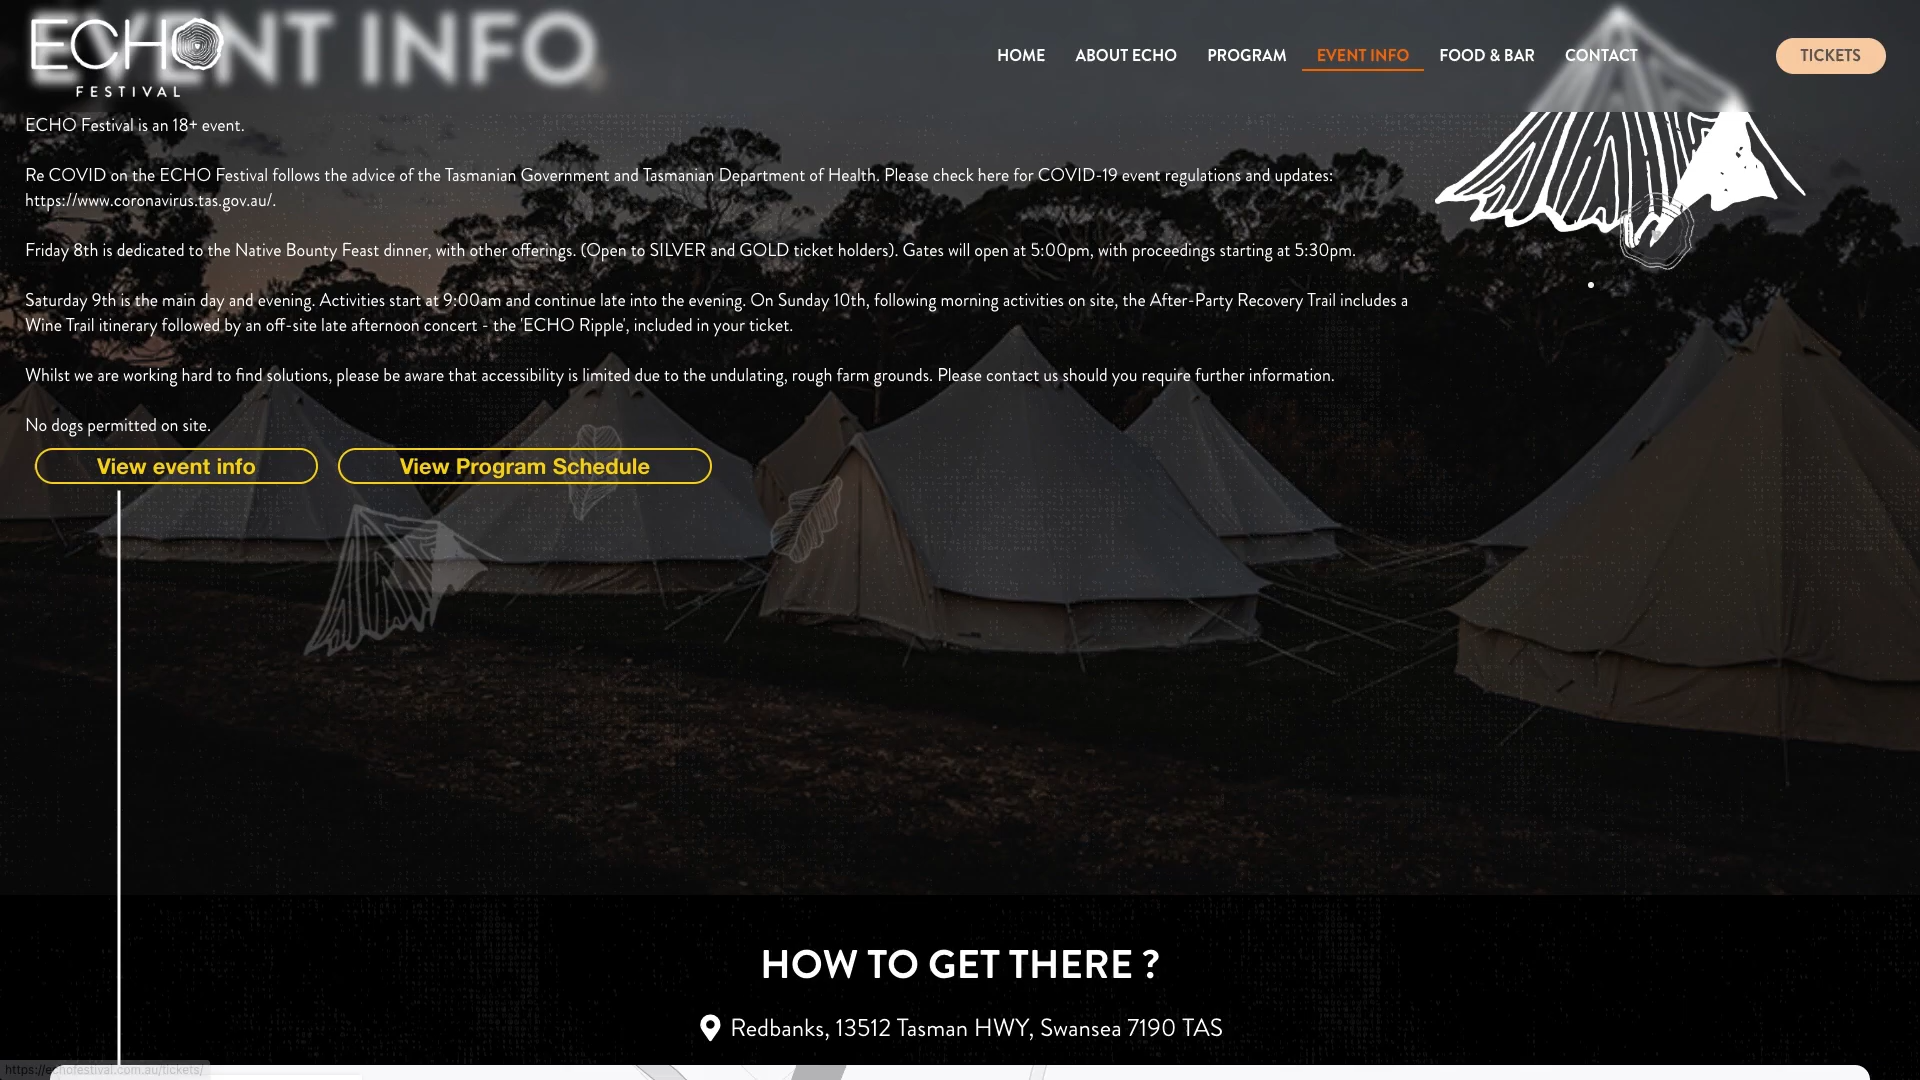 EVENT INFO
ECHO
FESTIVAL
HOME
ABOUT ECHO
PROGRAM
EVENT INFO
FOOD & BAR
CONTACT
TICKETS
ECHO Festival is an 18+ event.
Re COVID on the ECHO Festival follows the advice of the Tasmanian Government and Tasmanian Department of Health. Please check here for COVID-19 event regulations and updates:
https://www.coronavirus.tas.gov.au/.
Friday 8th is dedicated to the Native Bounty Feast dinner, with other offerings. (Open to SILVER and GOLD ticket holders). Gates will open at 5:00pm, with proceedings starting at 5:30pm.
Saturday 9th is the main day and evening. Activities start at 9:00am and continue late into the evening. On Sunday 10th, following morning activities on site, the After-Party Recovery Trail includes a
Wine Trail itinerary followed by an off-site late afternoon concert - the 'ECHO Ripple', included in your ticket.
Whilst we are working hard to find solutions, please be aware that accessibility is limited due to the undulating, rough farm grounds. Please contact us should you require further information.
No dogs permitted on site.
View event info
View Program Schedule
HOW TO GET THERE ?
Redbanks, 13512 Tasman HWY, Swansea 7190 TAS
https://echofestival.com.au/tickets/